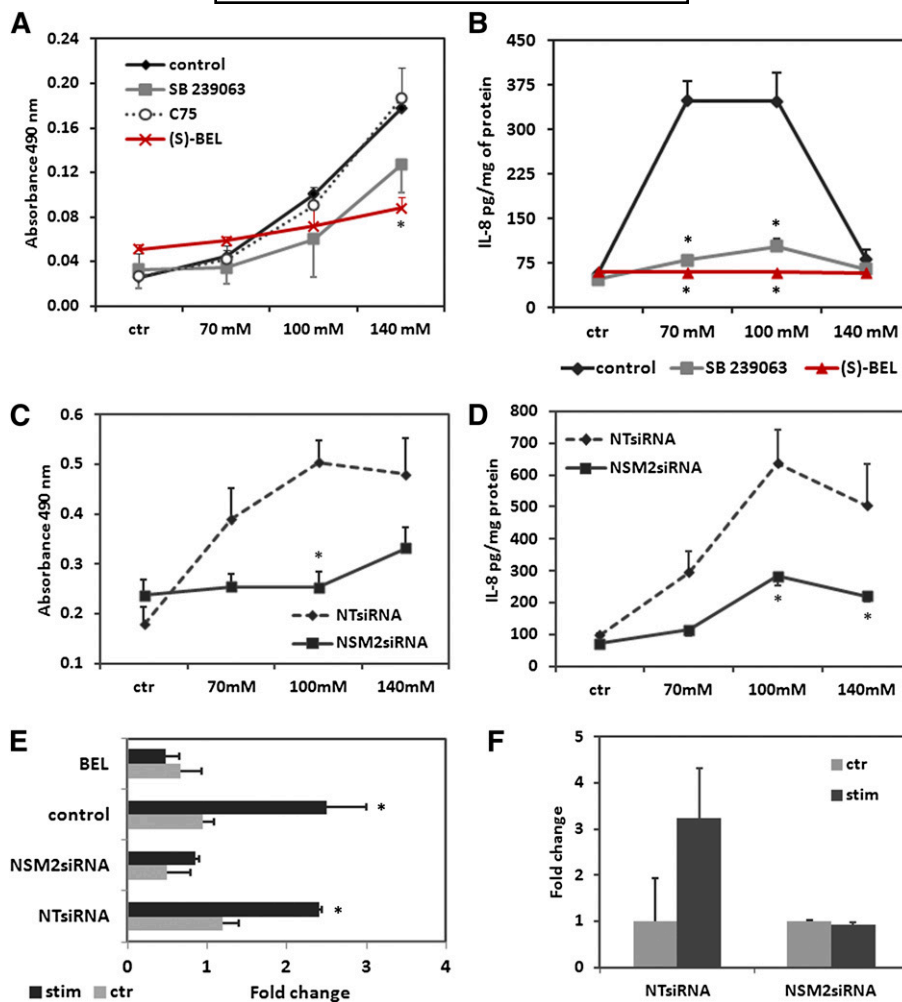 A
0.24
0.20
0.16
0.12
0.08
0.04
0.00
Absorbance 490 nm
control
SB 239063
C75
(S)-BEL
*
ctr 70 mM 100 mM 140 mM
B
450
375
300
225
150
75
0
IL-8 pg/mg of protein
* *
* *
ctr 70 mM 100 mM 140 mM
control SB 239063 (S)-BEL
C
0.6
0.5
0.4
0.3
0.2
0.1
Absorbance 490 nm
*
NTsiRNA
NSM2siRNA
ctr 70mM 100mM 140mM
D
800
700
600
500
400
300
200
100
0
IL-8 pg/mg protein
NTsiRNA
NSM2siRNA
* *
ctr 70mM 100mM 140mM
E
BEL
control *
NSM2siRNA
NTsiRNA *
0 1 2 3 4
stim ctr Fold change
F
5
4
3
2
1
0
Fold change
ctr
stim
NTsiRNA NSM2siRNA